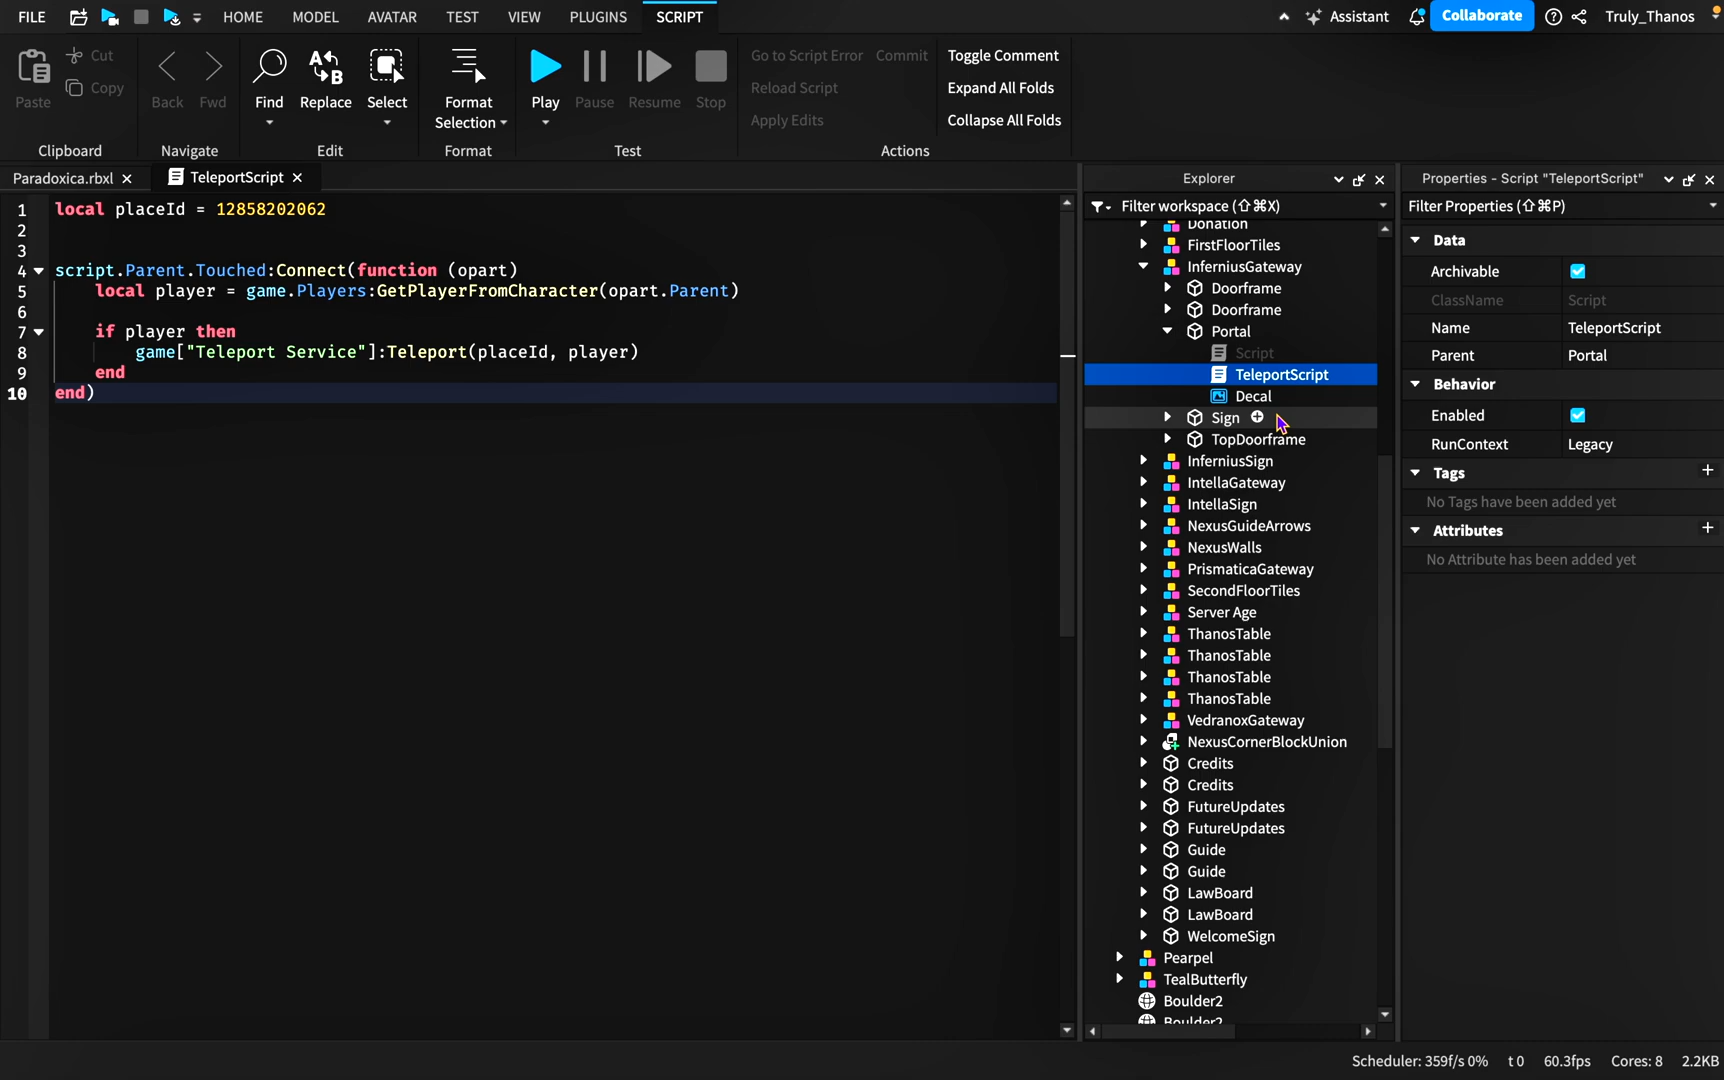 FILE HOME MODEL AVATAR TEST VIEW PLUGINS SCRIPT Assistant Collaborate Truly_Thanos
Paste Cut Copy
Clipboard
Back Fwd
Navigate
Find Replace Select
Edit
Format Selection
Format
Play Pause Resume Stop
Test
Go to Script Error Commit
Reload Script
Apply Edits
Toggle Comment
Expand All Folds
Collapse All Folds
Actions
Paradoxica.rbxl TeleportScript
1 local placeId = 12858202062
2
3
4 script.Parent.Touched:Connect(function (opart)
5 local player = game.Players:GetPlayerFromCharacter(opart.Parent)
6
7 if player then
8 game["Teleport Service"]:Teleport(placeId, player)
9 end
10 end)
Explorer
Filter workspace (⇧⌘X)
Donation
FirstFloorTiles
InferniusGateway
Doorframe
Doorframe
Portal
Script
TeleportScript
Decal
Sign
TopDoorframe
InferniusSign
IntellaGateway
IntellaSign
NexusGuideArrows
NexusWalls
PrismaticaGateway
SecondFloorTiles
Server Age
ThanosTable
ThanosTable
ThanosTable
ThanosTable
VedranoxGateway
NexusCornerBlockUnion
Credits
Credits
FutureUpdates
FutureUpdates
Guide
Guide
LawBoard
LawBoard
WelcomeSign
Pearpel
TealButterfly
Boulder2
Boulder2
Properties - Script "TeleportScript"
Filter Properties (⇧⌘P)
Data
Archivable
ClassName Script
Name TeleportScript
Parent Portal
Behavior
Enabled
RunContext Legacy
Tags
No Tags have been added yet
Attributes
No Attribute has been added yet
Scheduler: 359f/s 0% t 0 60.3fps Cores: 8 2.2KB